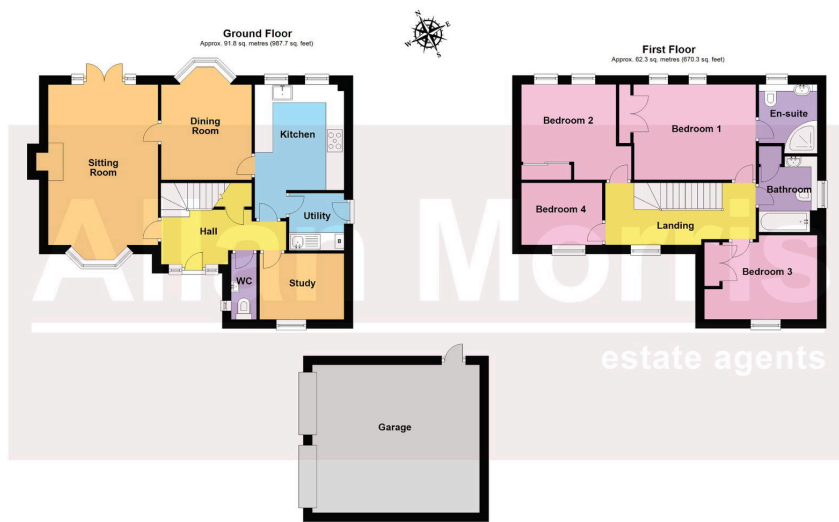 Ground Floor
Approx. 91.8 sq. metres (987.7 sq. feet)
Dining
Room
Kitchen
Sitting
Room
Utility
Hall
WC
Study
N
E
S
W
First Floor
Approx. 62.3 sq. metres (670.3 sq. feet)
Bedroom 2
Bedroom 1
En-suite
Bathroom
Bedroom 4
Landing
Bedroom 3
Garage
Allan Morris
estate agents